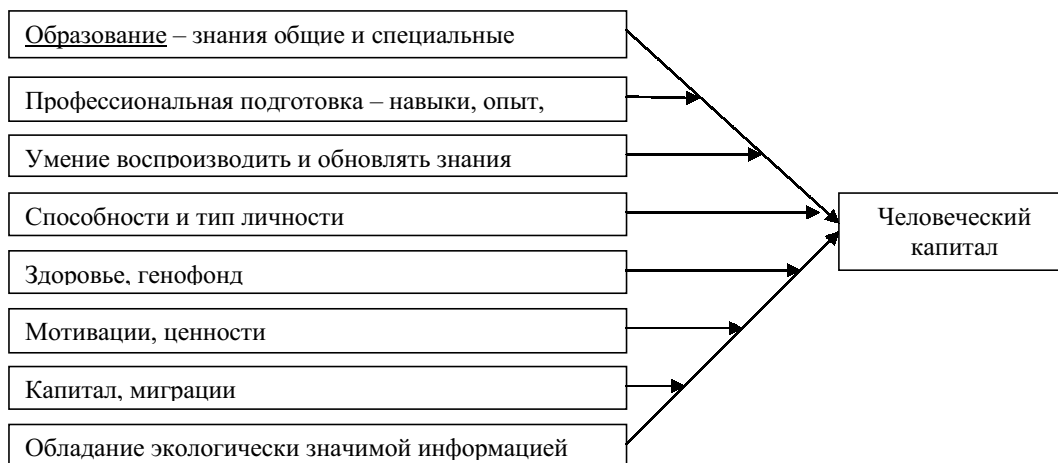 Образование – знания общие и специальные
Профессиональная подготовка – навыки, опыт,
Умение воспроизводить и обновлять знания
Способности и тип личности
Здоровье, генофонд
Мотивации, ценности
Капитал, миграции
Обладание экологически значимой информацией
Человеческий
капитал